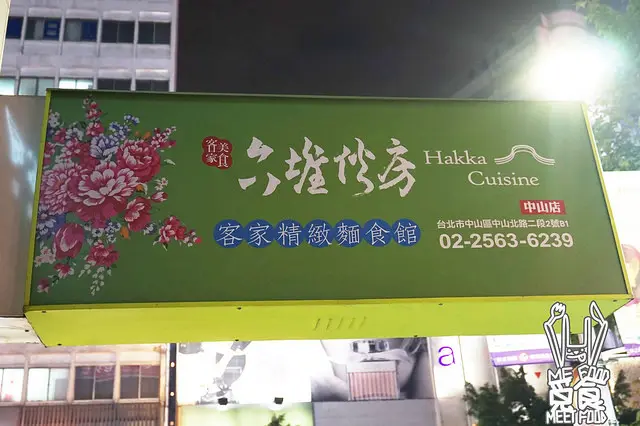 客家
美食
六堆伙房
Hakka
Cuisine
中山店
客家精緻麵食館
台北市中山區中山北路二段2號B1
02-2563-6239
a